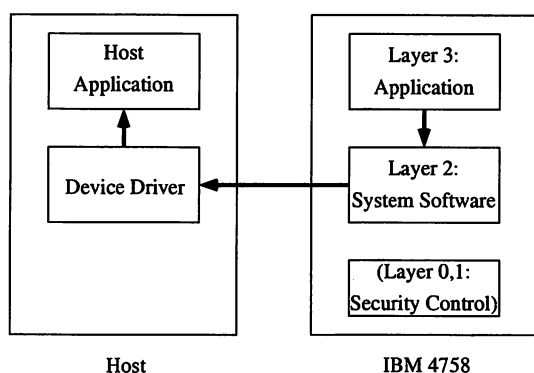 Host
Application
Device Driver
Layer 3:
Application
Layer 2:
System Software
(Layer 0,1:
Security Control)
Host
IBM 4758